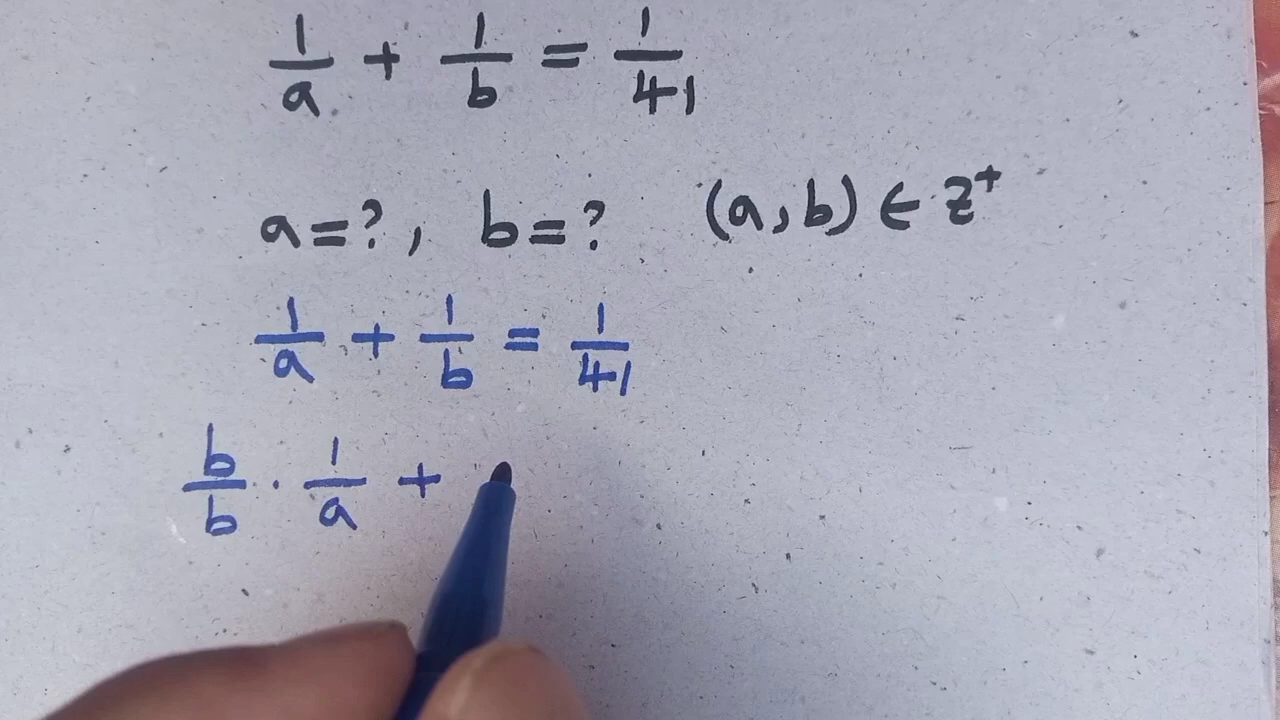 1/a + 1/b = 1/41
a=?, b=? (a,b) ∈ Z⁺
1/a + 1/b = 1/41
b/b · 1/a +